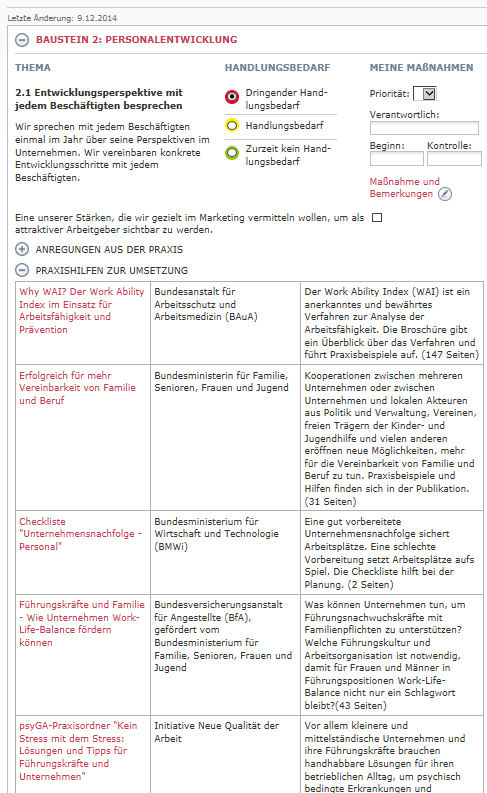 Letzte Änderung: 9.12.2014
BAUSTEIN 2: PERSONALENTWICKLUNG
THEMA
HANDLUNGSBEDARF
MEINE MAẞNAHMEN
2.1 Entwicklungsperspektive mit
jedem Beschäftigten besprechen
Wir sprechen mit jedem Beschäftigten
einmal im Jahr über seine Perspektiven im
Unternehmen. Wir vereinbaren konkrete
Entwicklungsschritte mit jedem
Beschäftigten.
Dringender Hand-
lungsbedarf
Handlungsbedarf
Zurzeit kein Hand-
lungsbedarf
Priorität:
Verantwortlich:
Beginn:
Kontrolle:
Maßnahme und
Bemerkungen
Eine unserer Stärken, die wir gezielt im Marketing vermitteln wollen, um als
attraktiver Arbeitgeber sichtbar zu werden.
ANREGUNGEN AUS DER PRAXIS
PRAXISHILFEN ZUR UMSETZUNG
Why WAI? Der Work Ability
Index im Einsatz für
Arbeitsfähigkeit und
Prävention
Bundesanstalt für
Arbeitsschutz und
Arbeitsmedizin (BAuA)
Der Work Ability Index (WAI) ist ein
anerkanntes und bewährtes
Verfahren zur Analyse der
Arbeitsfähigkeit. Die Broschüre gibt
ein Überblick über das Verfahren und
führt Praxisbeispiele auf. (147 Seiten)
Erfolgreich für mehr
Vereinbarkeit von Familie
und Beruf
Bundesministerin für Familie,
Senioren, Frauen und Jugend
Kooperationen zwischen mehreren
Unternehmen oder zwischen
Unternehmen und lokalen Akteuren
aus Politik und Verwaltung, Vereinen,
freien Trägern der Kinder- und
Jugendhilfe und vielen anderen
eröffnen neue Möglichkeiten, mehr
für die Vereinbarkeit von Familie und
Beruf zu tun. Praxisbeispiele und
Hilfen finden sich in der Publikation.
(31 Seiten)
Checkliste
"Unternehmensnachfolge -
Personal"
Bundesministerium für
Wirtschaft und Technologie
(BMWi)
Eine gut vorbereitete
Unternehmensnachfolge sichert
Arbeitsplätze. Eine schlechte
Vorbereitung setzt Arbeitsplätze aufs
Spiel. Die Checkliste hilft bei der
Planung. (2 Seiten)
Führungskräfte und Familie
- Wie Unternehmen Work-
Life-Balance fördern
können
Bundesversicherungsanstalt
für Angestellte (BfA),
gefördert vom
Bundesministerium für
Familie, Senioren, Frauen und
Jugend
Was können Unternehmen tun, um
Führungsnachwuchskräfte mit
Familienpflichten zu unterstützen?
Welche Führungskultur und
Arbeitsorganisation ist notwendig,
damit für Frauen und Männer in
Führungspositionen Work-Life-
Balance nicht nur ein Schlagwort
bleibt?(43 Seiten)
psyGA-Praxisordner "Kein
Stress mit dem Stress:
Lösungen und Tipps für
Führungskräfte und
Unternehmen"
Initiative Neue Qualität der
Arbeit
Vor allem kleinere und
mittelständische Unternehmen und
ihre Führungskräfte brauchen
handhabbare Lösungen für ihren
betrieblichen Alltag, um psychisch
bedingte Erkrankungen und